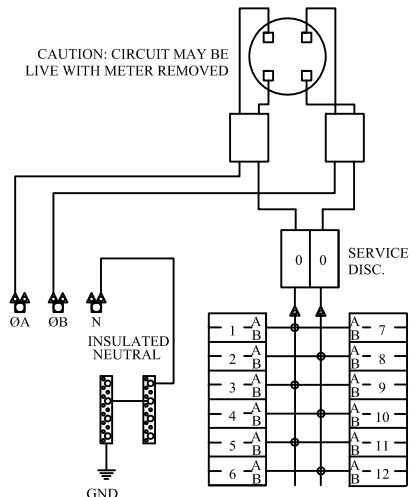 CAUTION: CIRCUIT MAY BE
LIVE WITH METER REMOVED
0 0
SERVICE
DISC.
ØA ØB N
INSULATED
NEUTRAL
GND
1 A B A B 7
2 A B A B 8
3 A B A B 9
4 A B A B 10
5 A B A B 11
6 A B A B 12